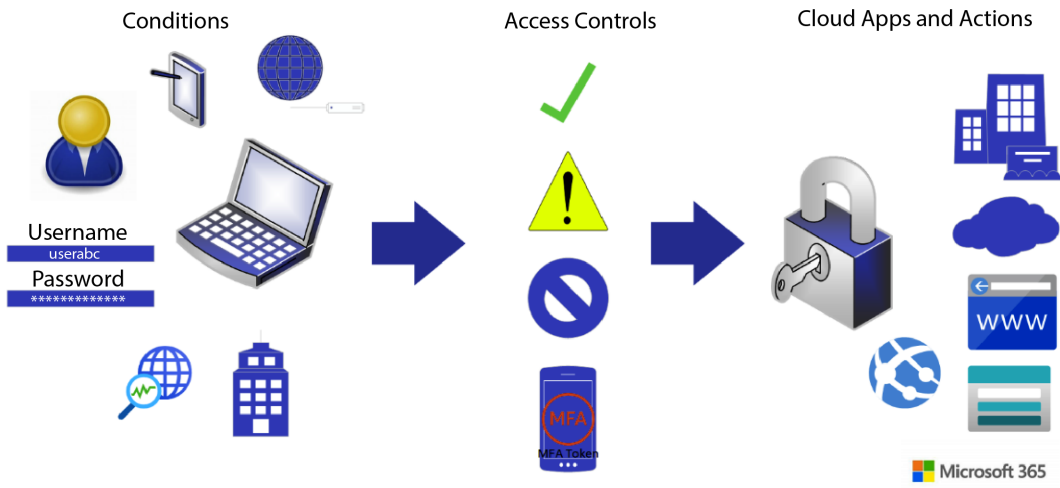 Conditions
Access Controls
Cloud Apps and Actions
Username
userabc
Password
*************
MFA
MFA Token
WWW
Microsoft 365